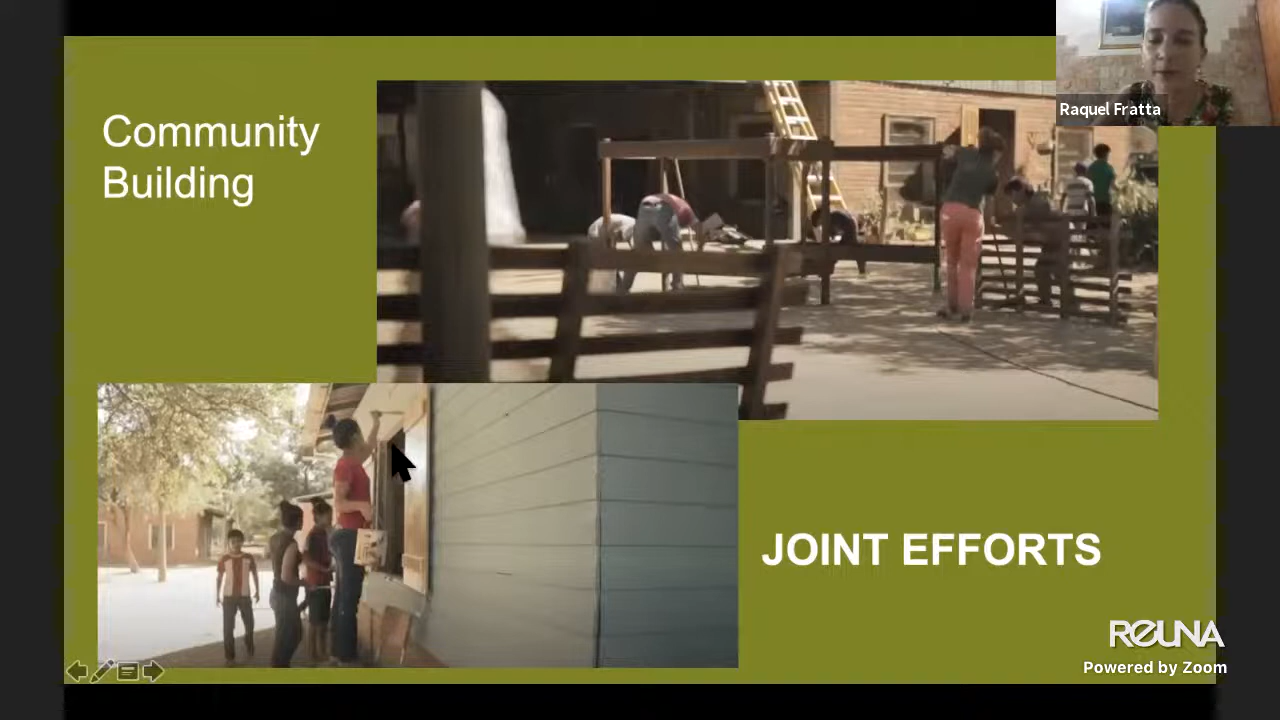 Community
Building
Raquel Fratta
JOINT EFFORTS
REUNA
Powered by Zoom